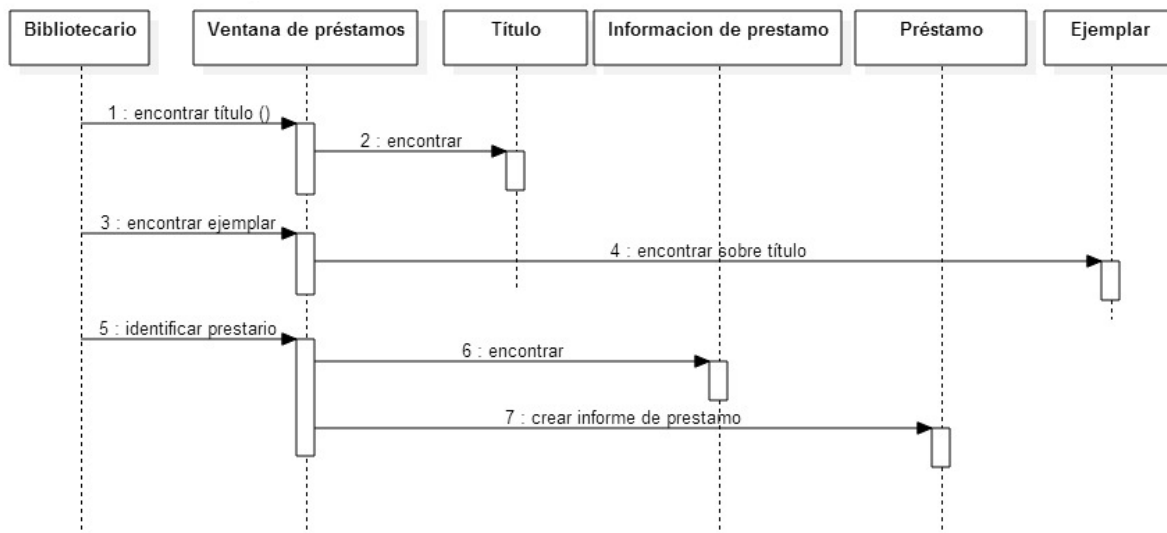 Bibliotecario
Ventana de préstamos
Título
Informacion de prestamo
Préstamo
Ejemplar
1 : encontrar título ()
2 : encontrar
3 : encontrar ejemplar
4 : encontrar sobre título
5 : identificar prestario
6 : encontrar
7 : crear informe de prestamo